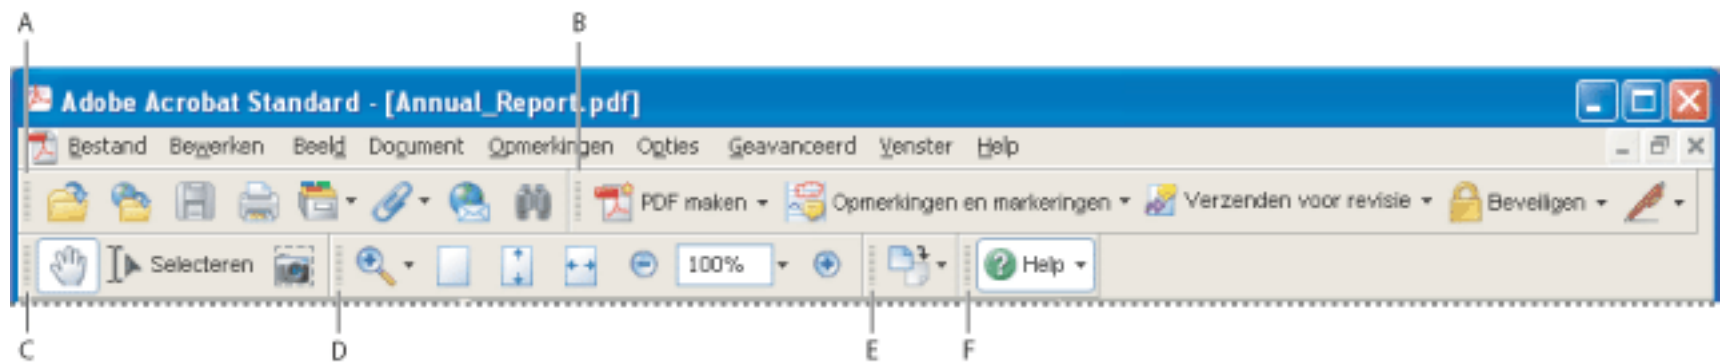 A B
Adobe Acrobat Standard - [Annual_Report.pdf]
Bestand Bewerken Beeld Document Opmerkingen Opties Geavanceerd Venster Help
PDF maken Opmerkingen en markeringen Verzenden voor revisie Beveiligen
Selecteren 100% Help
C D E F